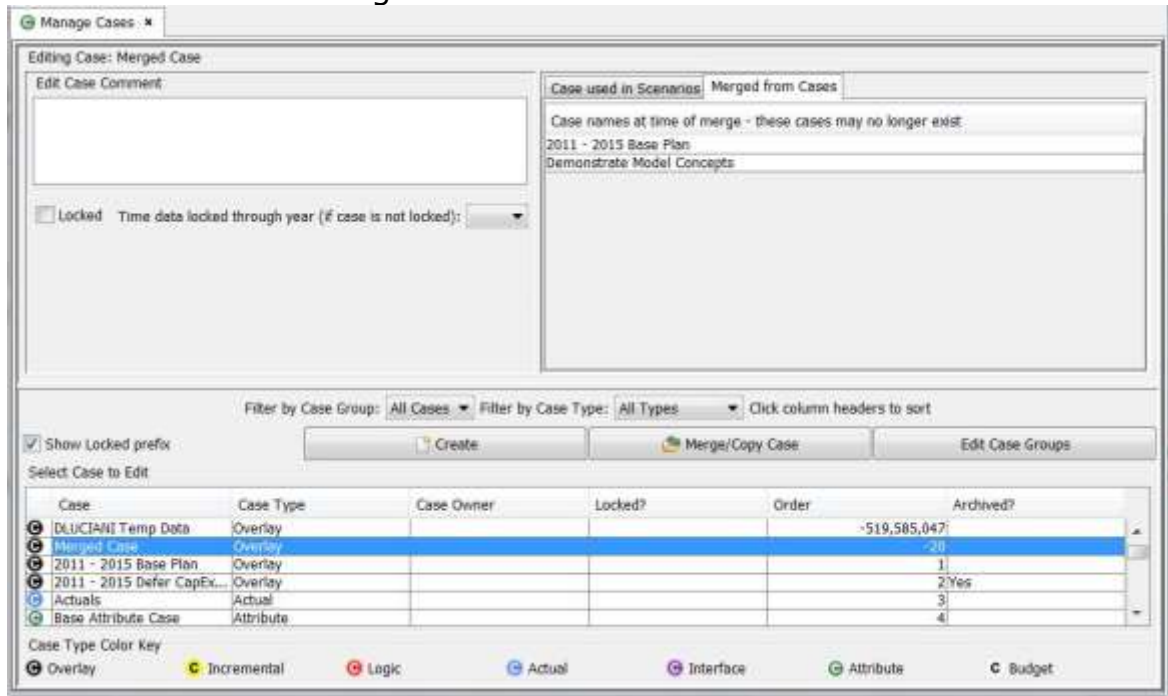 Manage Cases
Editing Case: Merged Case
Edit Case Comment
Case used in Scenarios Merged from Cases
Case names at time of merge - these cases may no longer exist
2011 - 2015 Base Plan
Demonstrate Model Concepts
Locked Time data locked through year (if case is not locked):
Filter by Case Group: All Cases Filter by Case Type: All Types Click column headers to sort
Show Locked prefix Create Merge/Copy Case Edit Case Groups
Select Case to Edit
Case Case Type Case Owner Locked? Order Archived?
DLUCIANI Temp Data Overlay -519,585,047
Merged Case Overlay -20
2011 - 2015 Base Plan Overlay 1
2011 - 2015 Defer CapEx... Overlay 2 Yes
Actuals Actual 3
Base Attribute Case Attribute 4
Case Type Color Key
Overlay C Incremental Logic Actual Interface Attribute C Budget